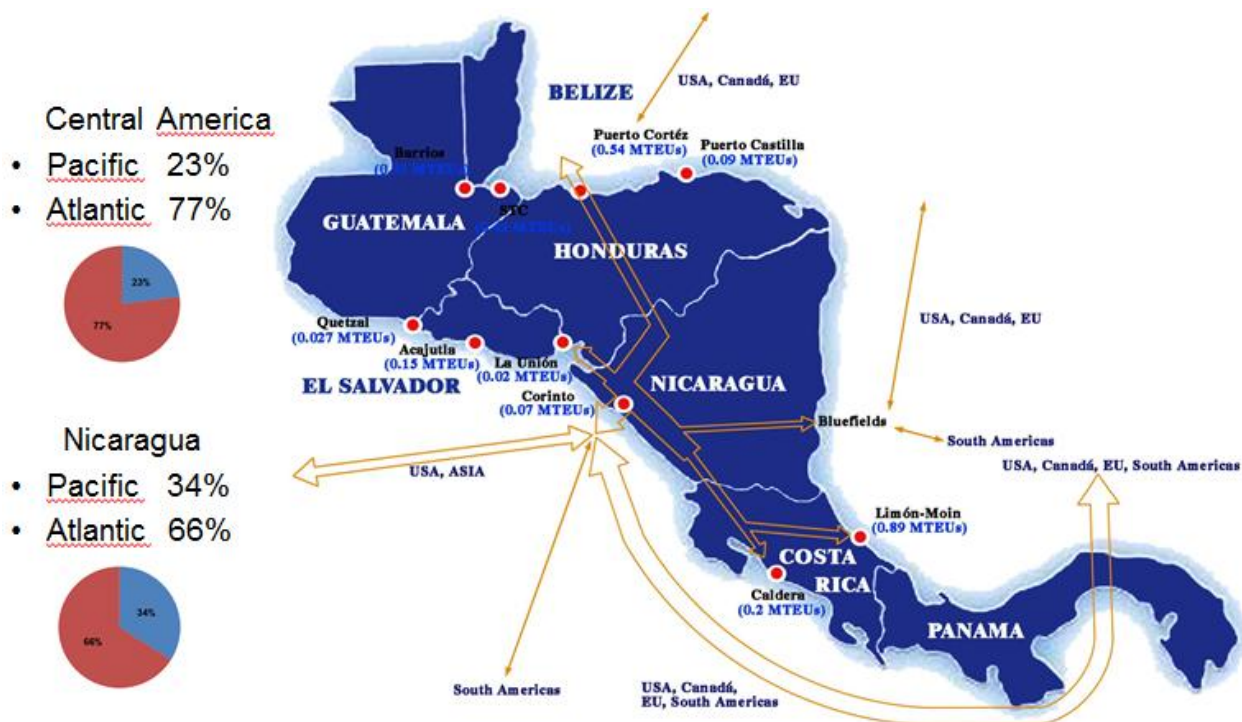 Central America
• Pacific 23%
• Atlantic 77%
23%
77%
Nicaragua
• Pacific 34%
• Atlantic 66%
34%
66%
USA, Canadá, EU
BELIZE
Puerto Cortéz
(0.54 MTEUs)
Puerto Castilla
(0.09 MTEUs)
Barrios
MTEUs)
STC
MTEUs)
GUATEMALA
HONDURAS
Quetzal
(0.027 MTEUs)
Acajutla
(0.15 MTEUs)
La Unión
(0.02 MTEUs)
EL SALVADOR
Corinto
(0.07 MTEUs)
NICARAGUA
USA, Canadá, EU
Bluefields
South Americas
USA, ASIA
USA, Canadá, EU, South Americas
Limón-Moin
(0.89 MTEUs)
COSTA
RICA
Caldera
(0.2 MTEUs)
PANAMA
South Americas
USA, Canadá,
EU, South Americas